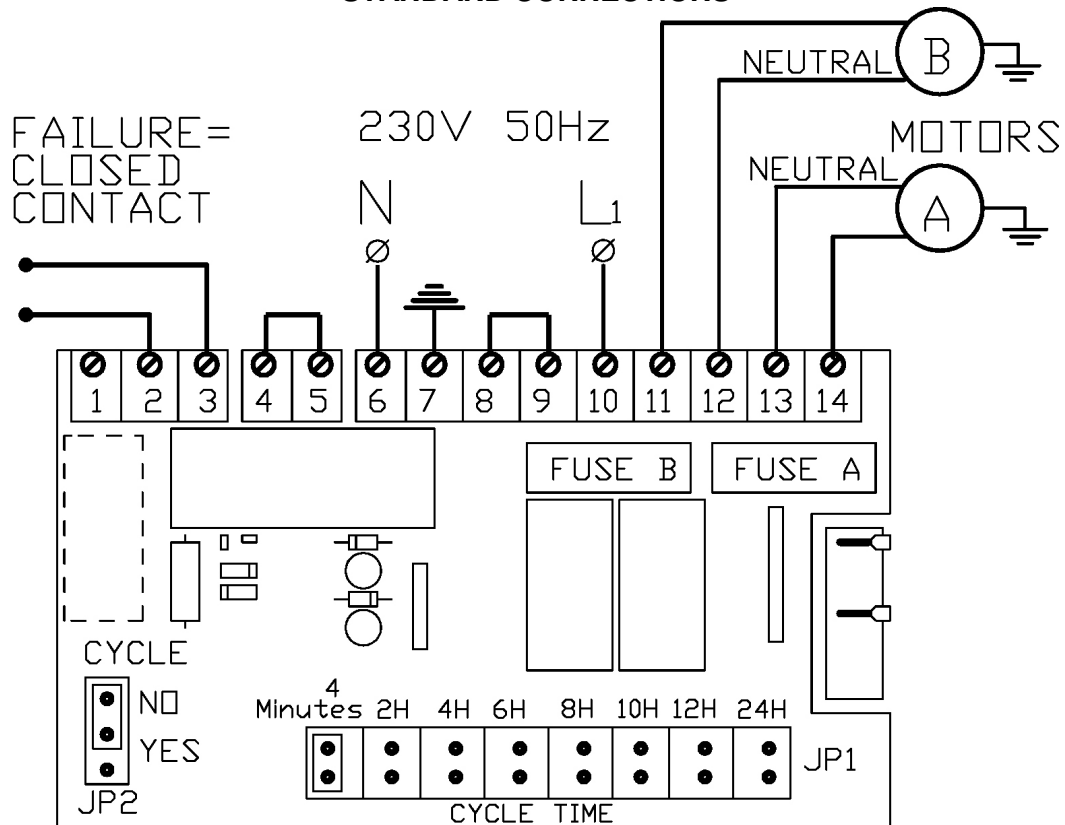 STANDARD CONNECTIONS
B
NEUTRAL
FAILURE=
CLOSED
CONTACT
230V 50Hz
MOTORS
NEUTRAL
A
N
L1
1 2 3 4 5 6 7 8 9 10 11 12 13 14
FUSE B
FUSE A
CYCLE
NO
YES
JP2
4
Minutes 2H 4H 6H 8H 10H 12H 24H
JP1
CYCLE TIME